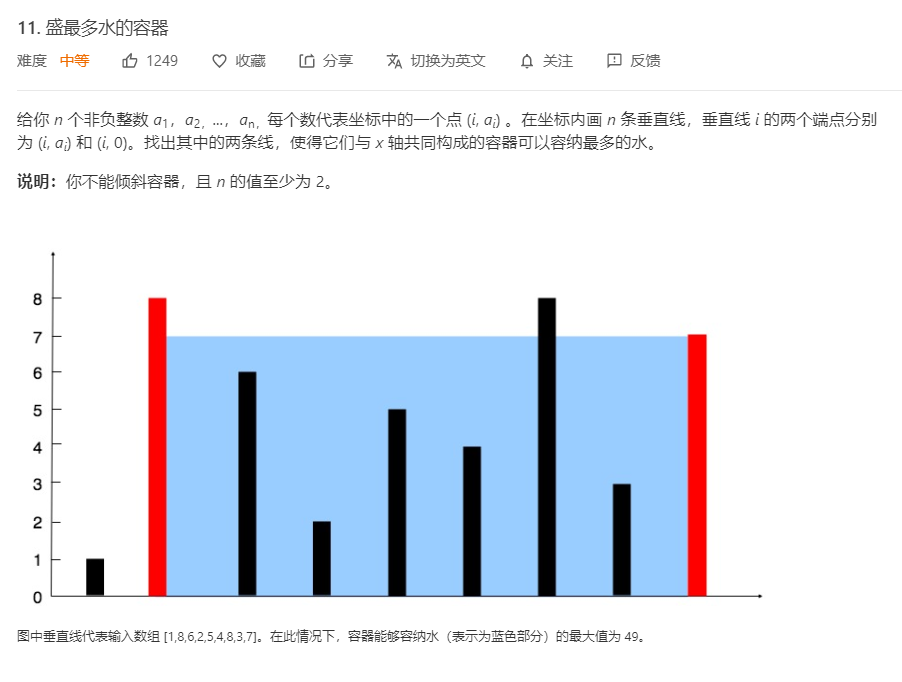 11. 盛最多水的容器
难度 中等 1249 收藏 分享 切换为英文 关注 反馈
给你 n 个非负整数 a1，a2，...，an，每个数代表坐标中的一个点 (i, ai) 。在坐标内画 n 条垂直线，垂直线 i 的两个端点分别
为 (i, ai) 和 (i, 0)。找出其中的两条线，使得它们与 x 轴共同构成的容器可以容纳最多的水。
说明：你不能倾斜容器，且 n 的值至少为 2。
8
7
6
5
4
3
2
1
0
图中垂直线代表输入数组 [1,8,6,2,5,4,8,3,7]。在此情况下，容器能够容纳水（表示为蓝色部分）的最大值为 49。